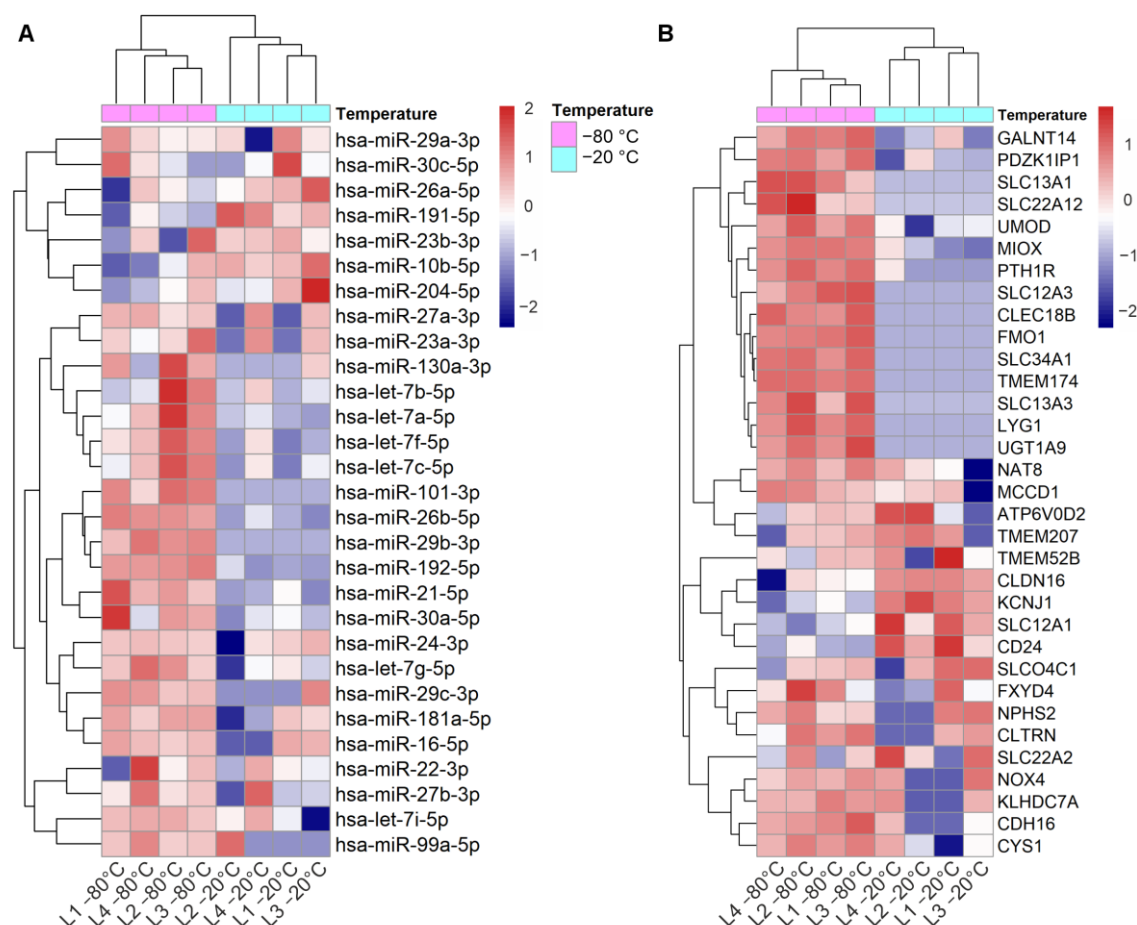 A
Temperature
2
1
0
−1
−2
hsa-miR-29a-3p
hsa-miR-30c-5p
hsa-miR-26a-5p
hsa-miR-191-5p
hsa-miR-23b-3p
hsa-miR-10b-5p
hsa-miR-204-5p
hsa-miR-27a-3p
hsa-miR-23a-3p
hsa-miR-130a-3p
hsa-let-7b-5p
hsa-let-7a-5p
hsa-let-7f-5p
hsa-let-7c-5p
hsa-miR-101-3p
hsa-miR-26b-5p
hsa-miR-29b-3p
hsa-miR-192-5p
hsa-miR-21-5p
hsa-miR-30a-5p
hsa-miR-24-3p
hsa-let-7g-5p
hsa-miR-29c-3p
hsa-miR-181a-5p
hsa-miR-16-5p
hsa-miR-22-3p
hsa-miR-27b-3p
hsa-let-7i-5p
hsa-miR-99a-5p
L1 −80°C
L4 −80°C
L2 −80°C
L3 −80°C
L2 −20°C
L4 −20°C
L1 −20°C
L3 −20°C
Temperature
−80 °C
−20 °C
B
Temperature
1
0
−1
−2
GALNT14
PDZK1IP1
SLC13A1
SLC22A12
UMOD
MIOX
PTH1R
SLC12A3
CLEC18B
FMO1
SLC34A1
TMEM174
SLC13A3
LYG1
UGT1A9
NAT8
MCCD1
ATP6V0D2
TMEM207
TMEM52B
CLDN16
KCNJ1
SLC12A1
CD24
SLCO4C1
FXYD4
NPHS2
CLTRN
SLC22A2
NOX4
KLHDC7A
CDH16
CYS1
L4 −80°C
L2 −80°C
L1 −80°C
L3 −80°C
L4 −20°C
L2 −20°C
L1 −20°C
L3 −20°C